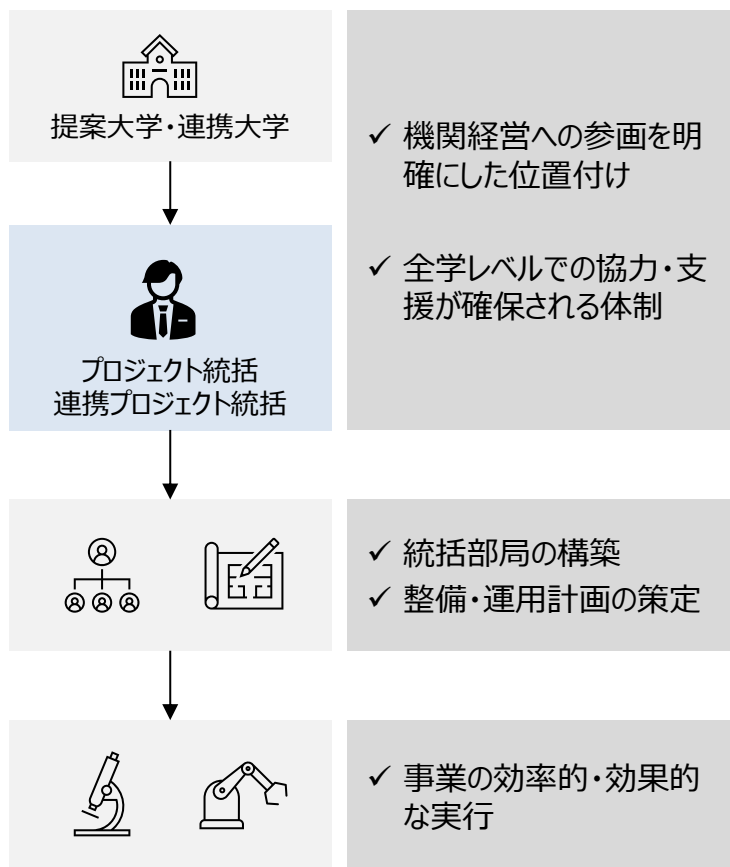 提案大学・連携大学
✓ 機関経営への参画を明
確にした位置付け
✓ 全学レベルでの協力・支
援が確保される体制
プロジェクト統括
連携プロジェクト統括
✓ 統括部局の構築
✓ 整備・運用計画の策定
✓ 事業の効率的・効果的
な実行